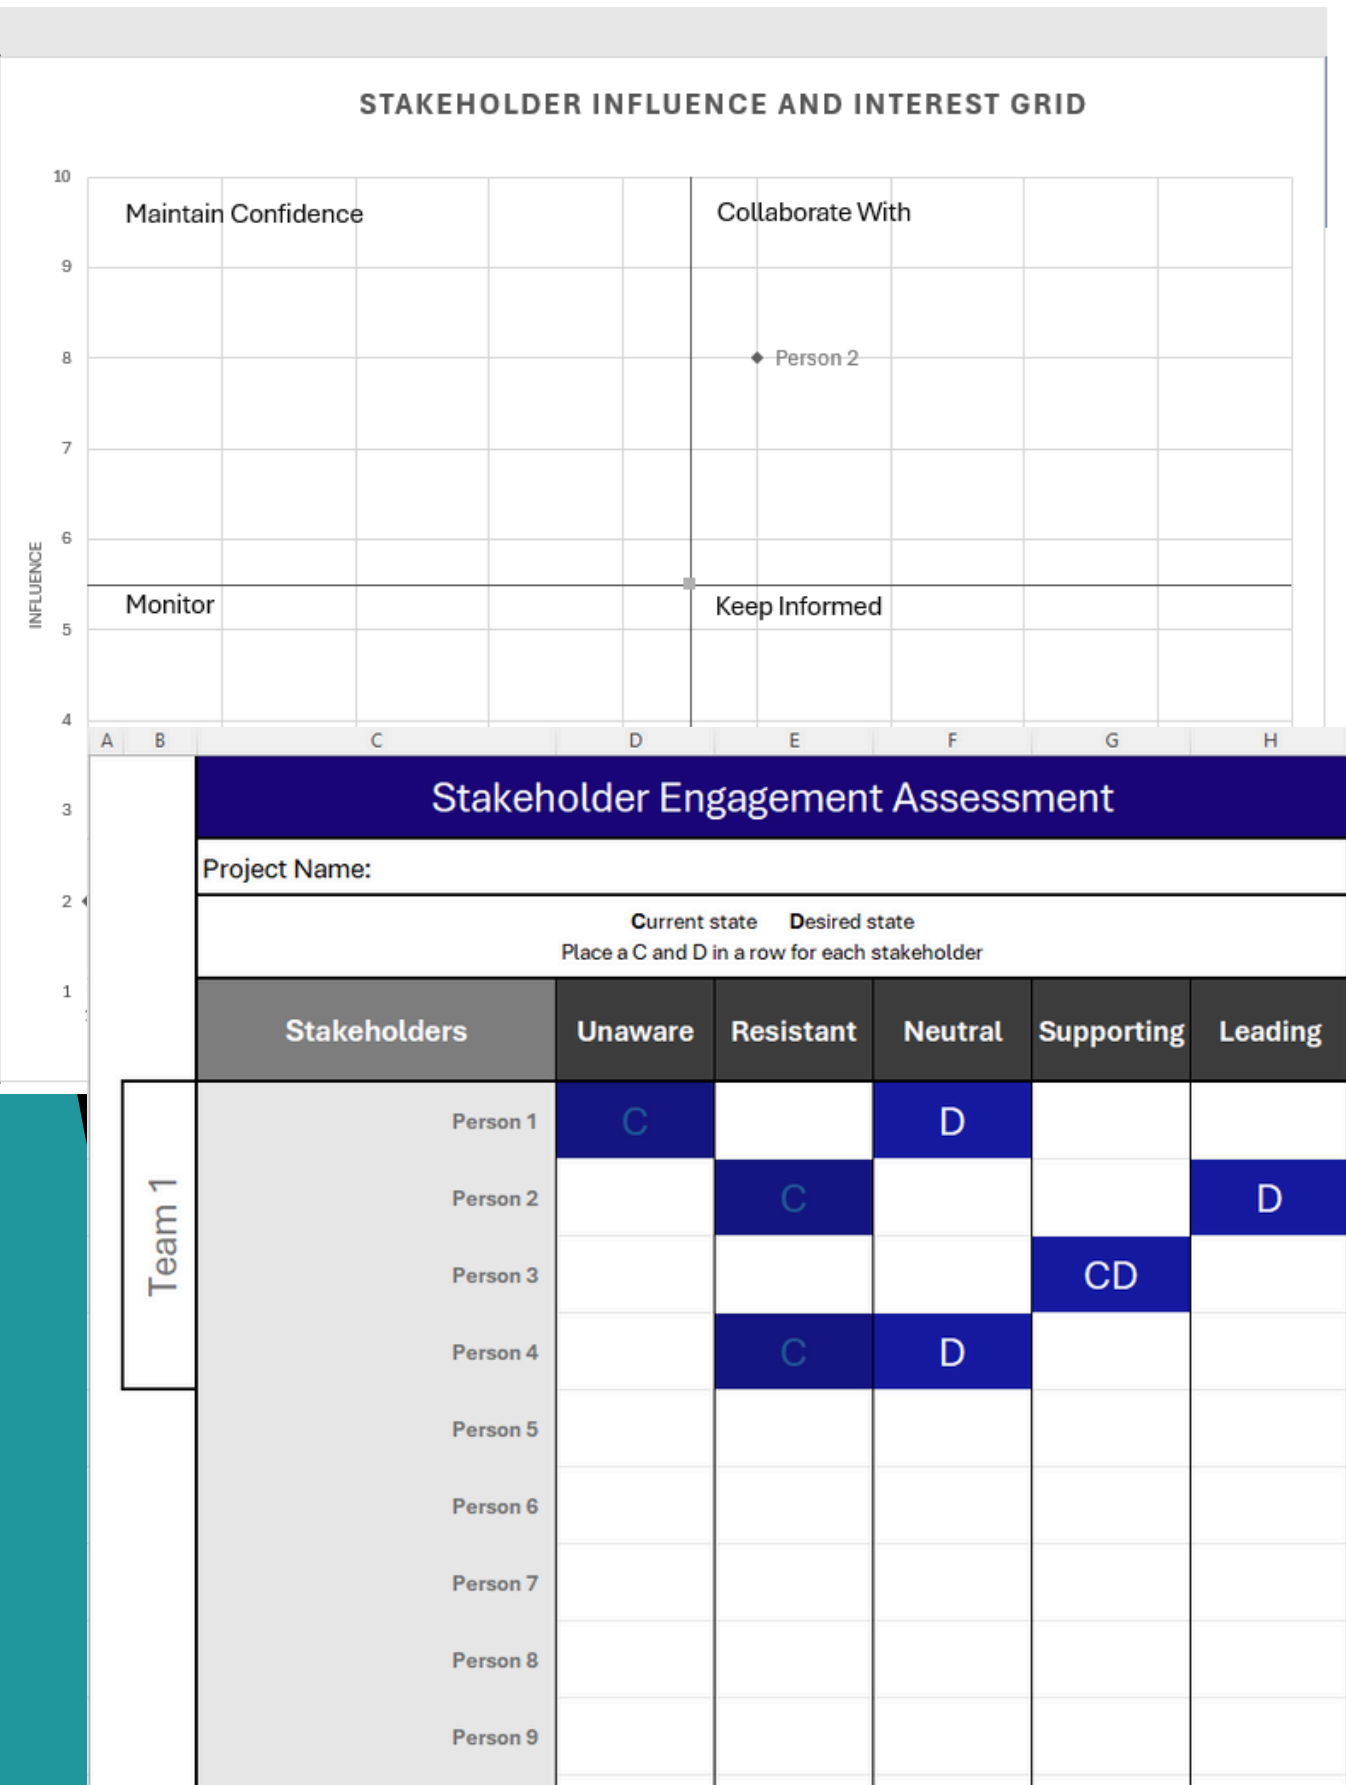 STAKEHOLDER INFLUENCE AND INTEREST GRID
10
Maintain Confidence
Collaborate With
9
8
Person 2
7
6
INFLUENCE
Monitor
Keep Informed
5
4
3
2
1
A B C D E F G H
Stakeholder Engagement Assessment
Project Name:
Current state Desired state
Place a C and D in a row for each stakeholder
Stakeholders Unaware Resistant Neutral Supporting Leading
Team 1
Person 1 C D
Person 2 C D
Person 3 CD
Person 4 C D
Person 5
Person 6
Person 7
Person 8
Person 9